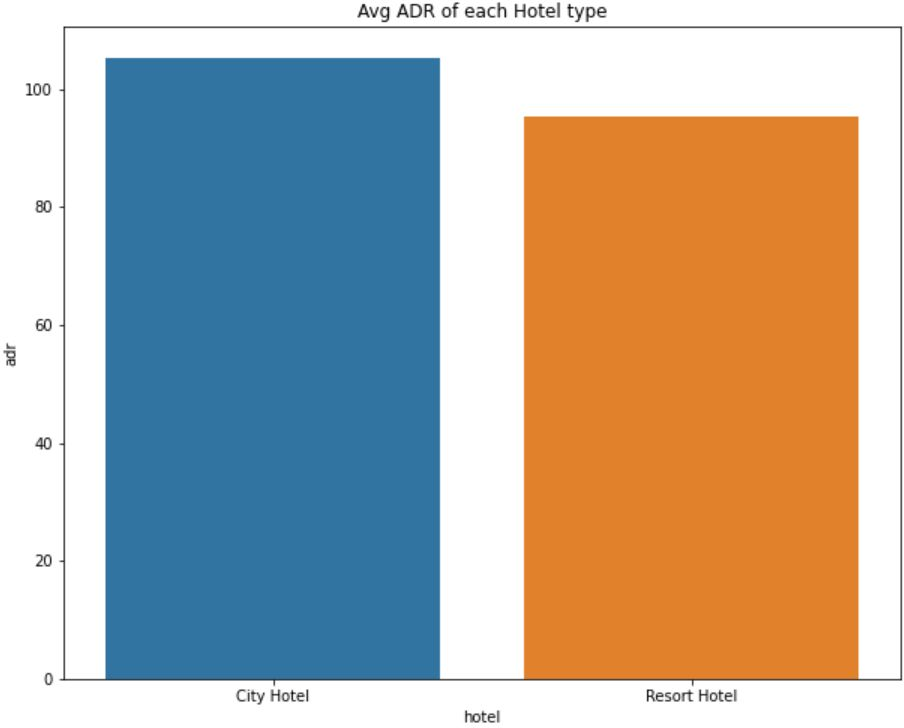 Avg ADR of each Hotel type
100
80
60
40
20
0
adr
City Hotel
Resort Hotel
hotel